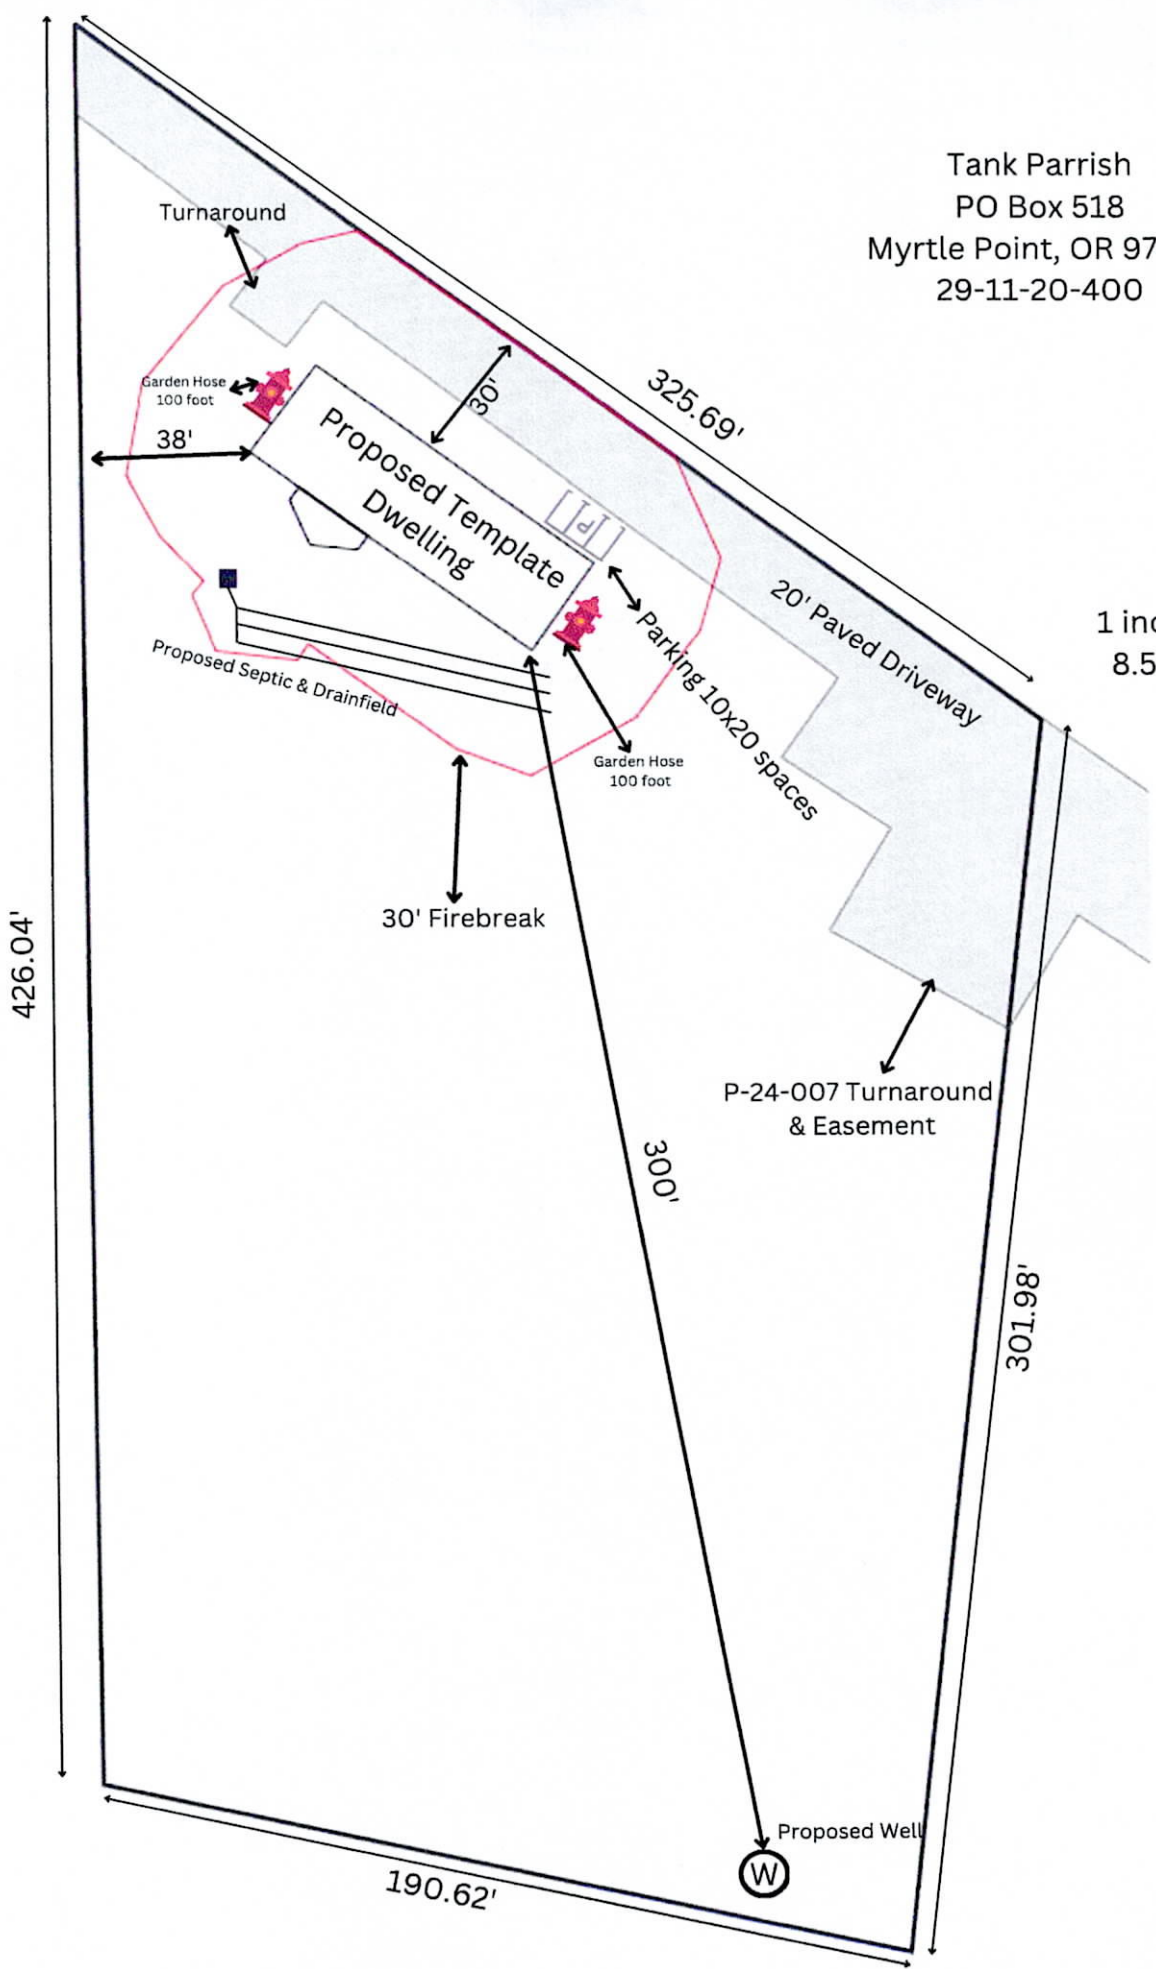 Tank Parrish
PO Box 518
Myrtle Point, OR 97
29-11-20-400
Turnaround
325.69'
30'
Garden Hose
100 foot
38'
Proposed Template
Dwelling
P
20' Paved Driveway
1 inc
8.5
Parking 10x20 spaces
Proposed Septic & Drainfield
Garden Hose
100 foot
30' Firebreak
426.04'
P-24-007 Turnaround
& Easement
300'
301.98'
Proposed Well
W
190.62'